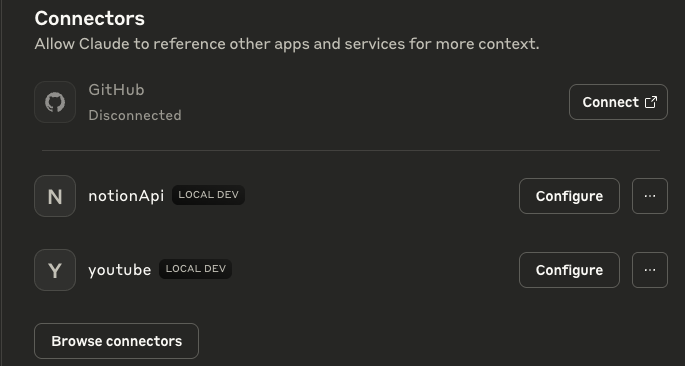 Connectors
Allow Claude to reference other apps and services for more context.
GitHub
Disconnected
Connect
N
notionApi LOCAL DEV
Configure
...
Y
youtube LOCAL DEV
Configure
...
Browse connectors